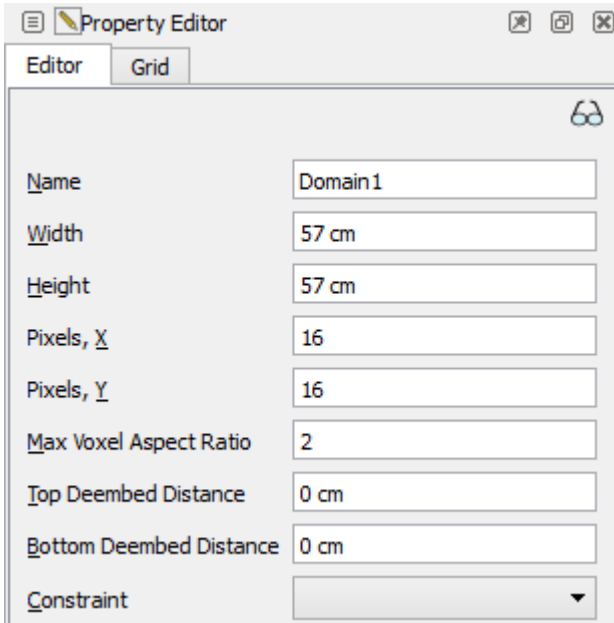 Property Editor
Editor Grid
Name Domain1
Width 57 cm
Height 57 cm
Pixels, X 16
Pixels, Y 16
Max Voxel Aspect Ratio 2
Top Deembed Distance 0 cm
Bottom Deembed Distance 0 cm
Constraint